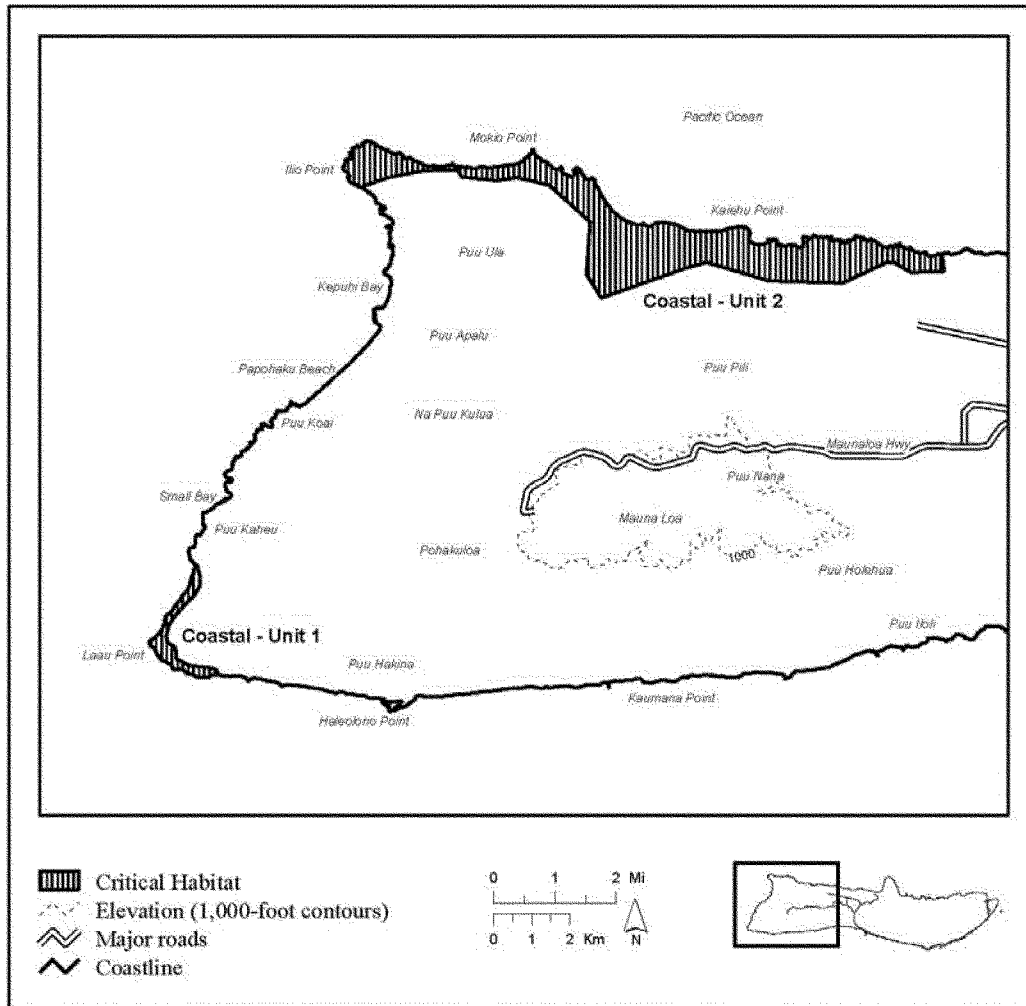 Pacific Ocean
Mokio Point
Ilio Point
Kaiehu Point
Puu Ula
Kepuhi Bay
Coastal - Unit 2
Puu Apalu
Papohaku Beach
Puu Pili
Na Puu Kulua
Puu Koai
Maunaloa Hwy
Puu Nana
Small Bay
Mauna Loa
Puu Kaheu
Pohakuloa
1000
Puu Holehua
Coastal - Unit 1
Puu
Laau Point
Puu Hakina
Kaumana Point
Haleolono Point
Critical Habitat
Elevation (1,000-foot contours)
Major roads
Coastline
0 1 2 Mi
0 1 2 Km
N